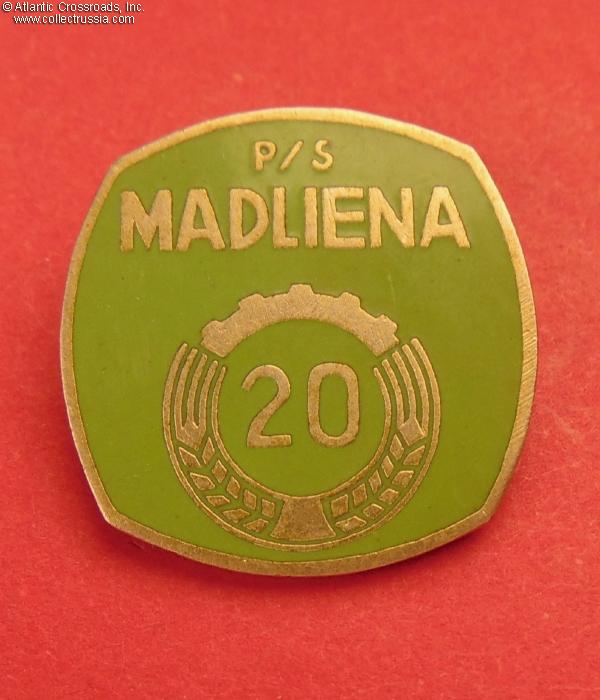 © Atlantic Crossroads, Inc.
www.collectrussia.com
P/S
MADLIENA
20